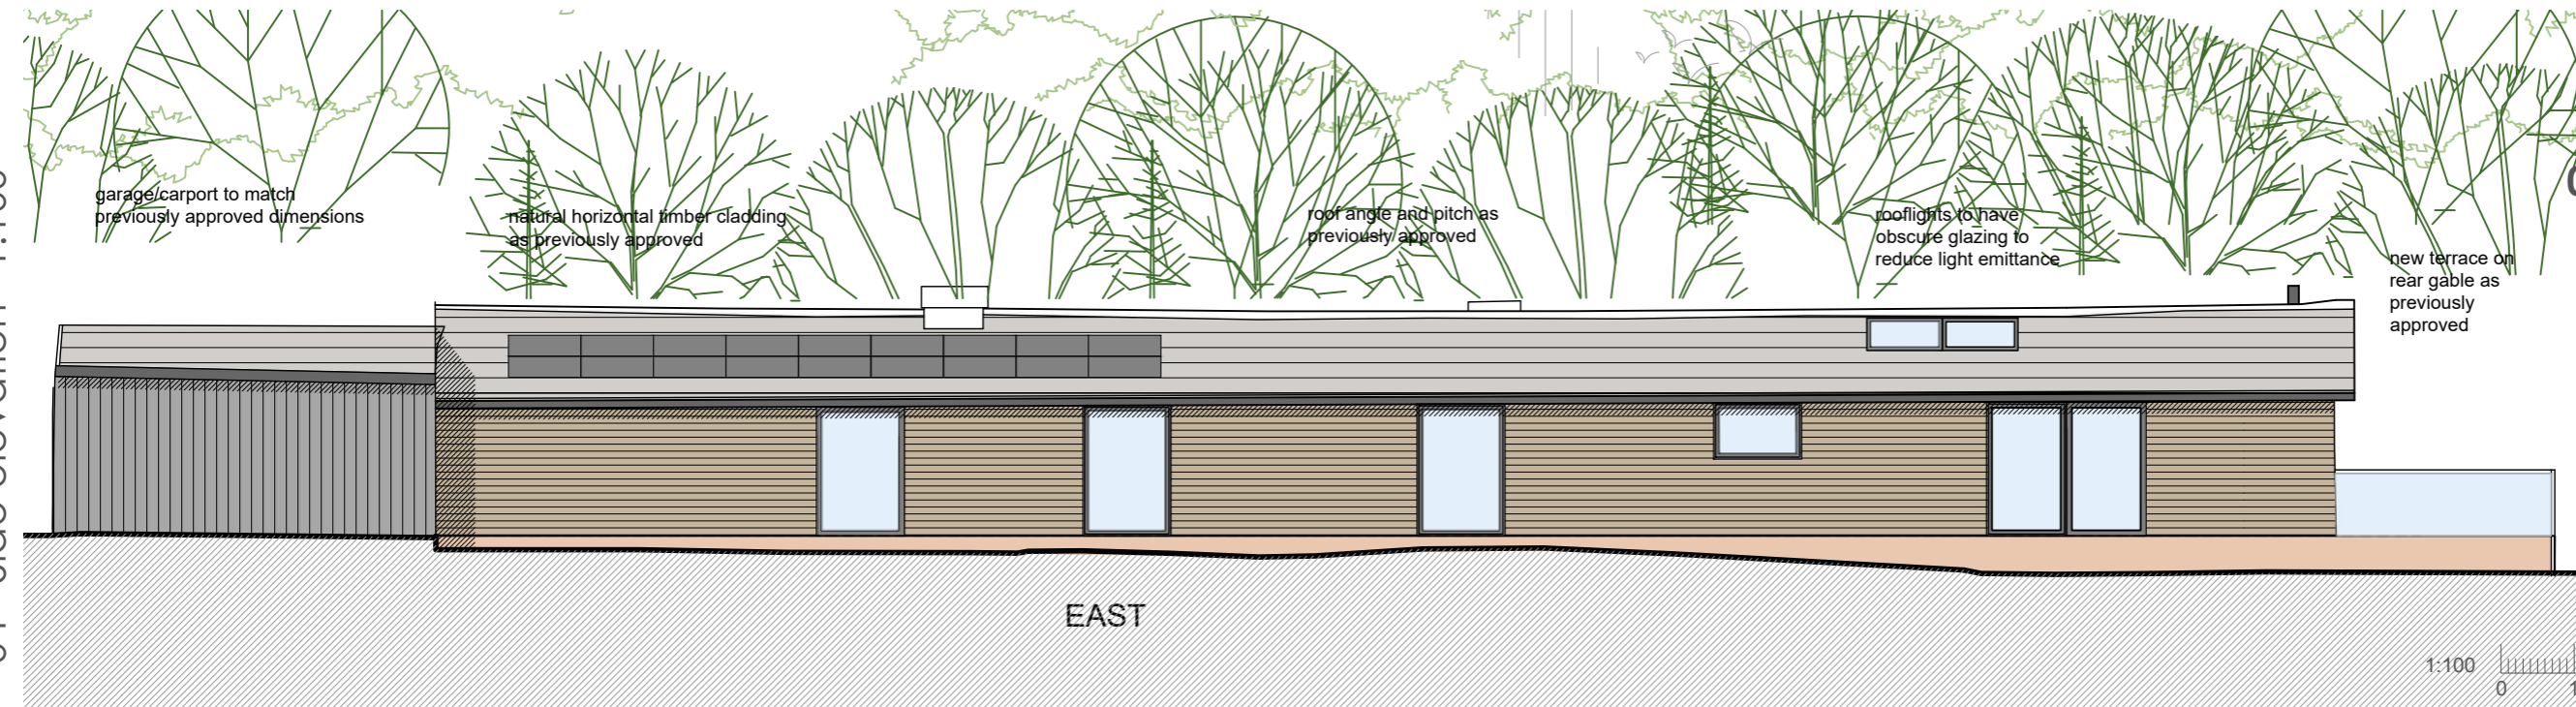 garage/carport to match
previously approved dimensions
natural horizontal timber cladding
as previously approved
roof angle and pitch as
previously approved
rooflights to have
obscure glazing to
reduce light emittance
new terrace on
rear gable as
previously
approved
EAST
1:100
0